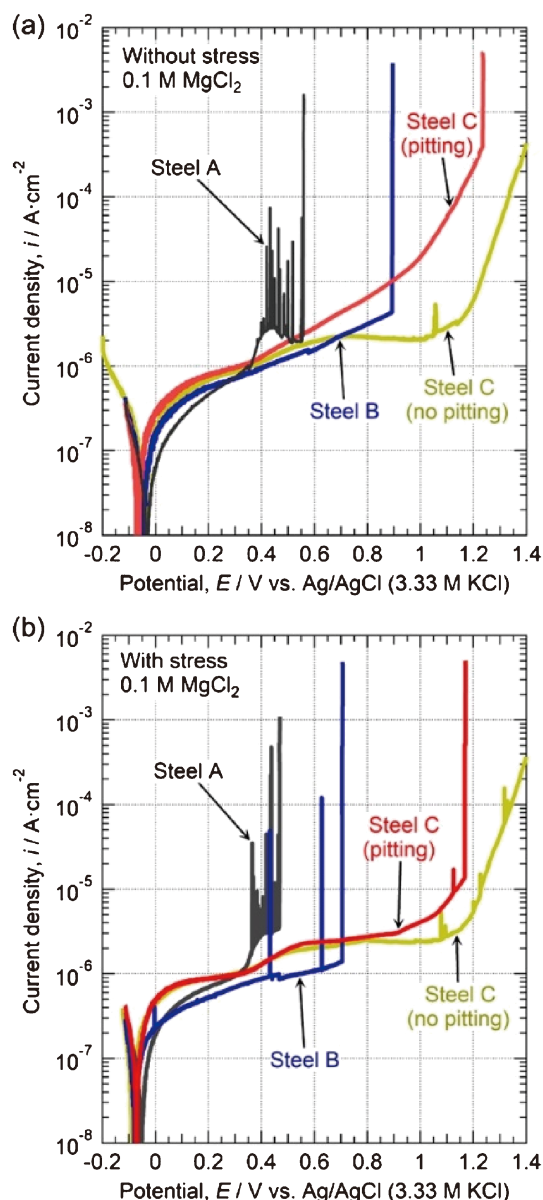 (a)
Without stress
0.1 M MgCl₂
Steel A
Steel C
(pitting)
Steel B
Steel C
(no pitting)
Current density, i / A·cm⁻²
10⁻²
10⁻³
10⁻⁴
10⁻⁵
10⁻⁶
10⁻⁷
10⁻⁸
-0.2 0 0.2 0.4 0.6 0.8 1 1.2 1.4
Potential, E / V vs. Ag/AgCl (3.33 M KCl)
(b)
With stress
0.1 M MgCl₂
Steel A
Steel C
(pitting)
Steel C
(no pitting)
Steel B
Current density, i / A·cm⁻²
10⁻²
10⁻³
10⁻⁴
10⁻⁵
10⁻⁶
10⁻⁷
10⁻⁸
-0.2 0 0.2 0.4 0.6 0.8 1 1.2 1.4
Potential, E / V vs. Ag/AgCl (3.33 M KCl)